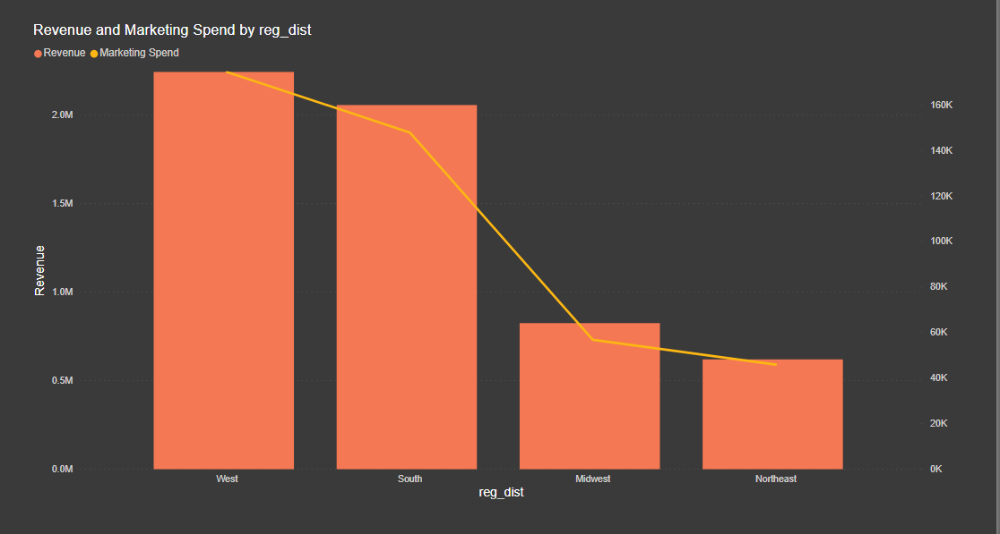 Revenue and Marketing Spend by reg_dist
Revenue Marketing Spend
2.0M
1.5M
1.0M
0.5M
0.0M
Revenue
160K
140K
120K
100K
80K
60K
40K
20K
0K
West South Midwest Northeast
reg_dist